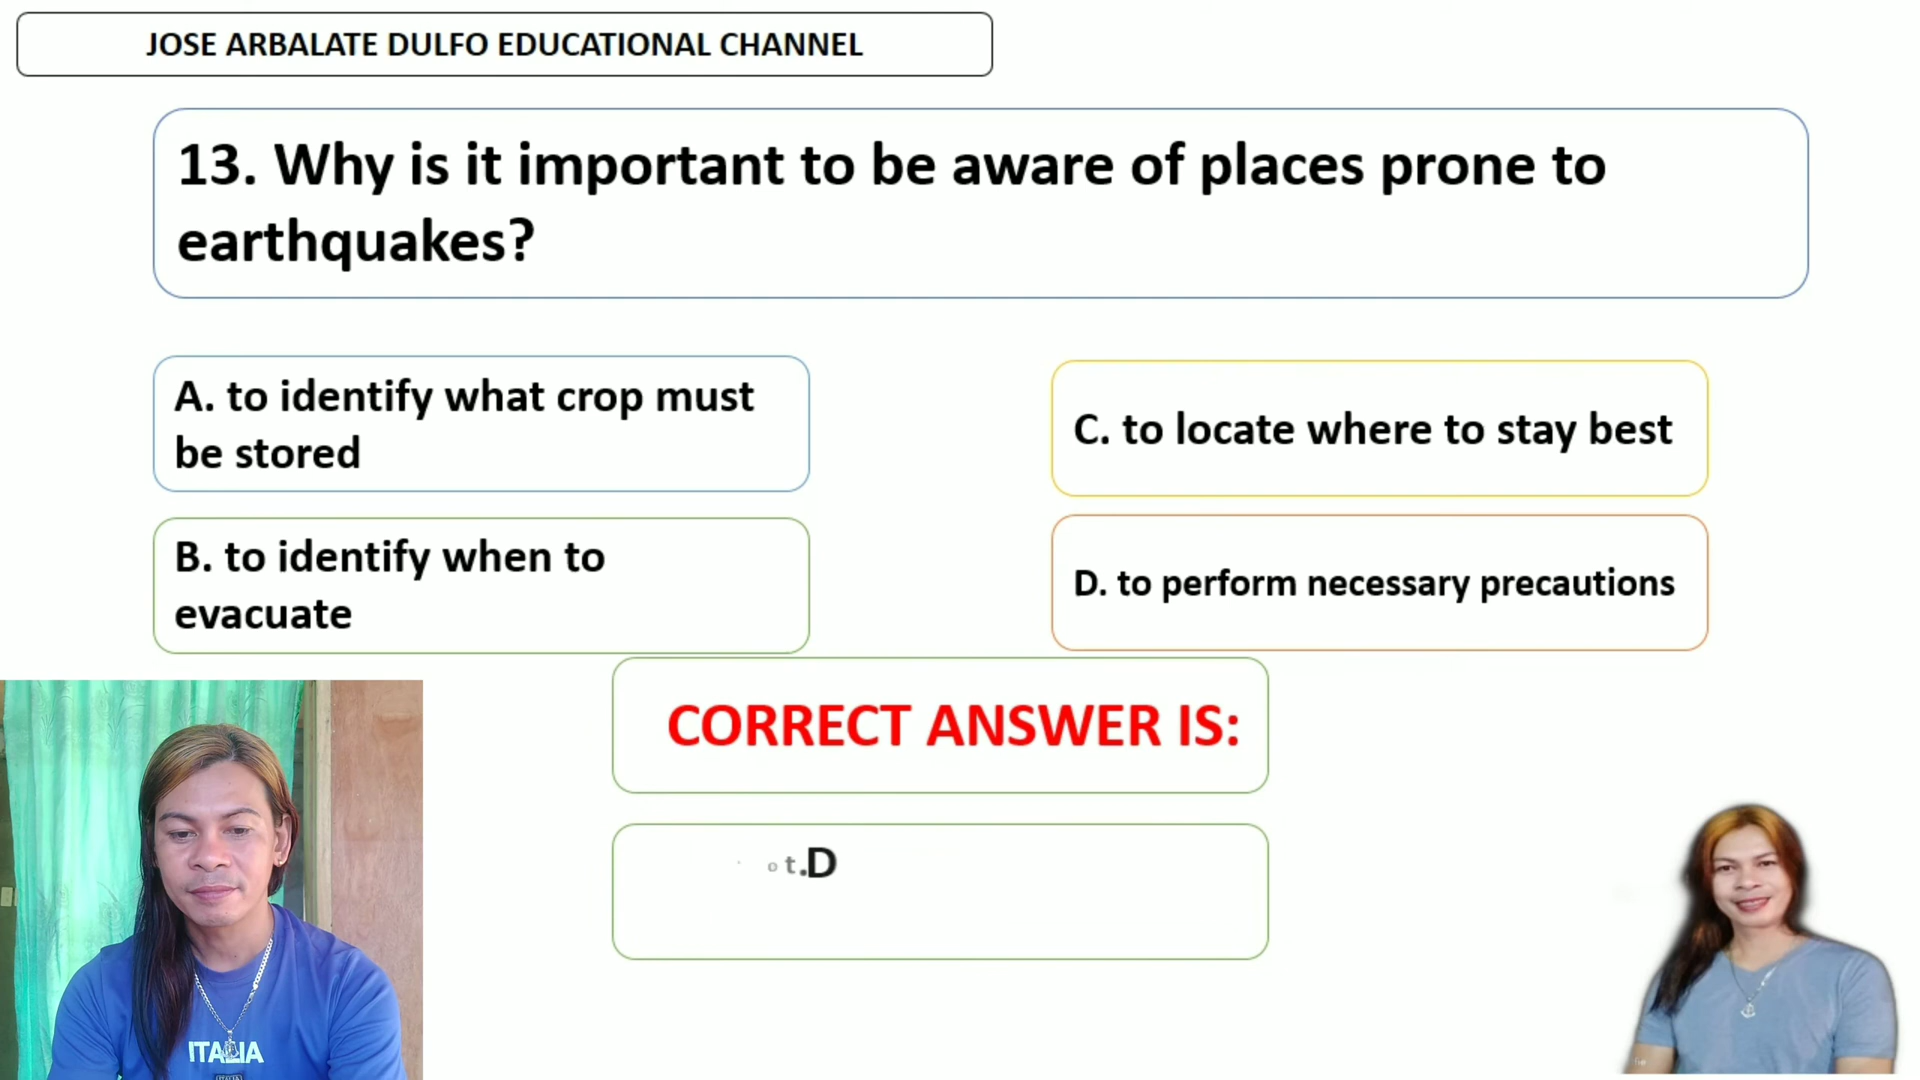 JOSE ARBALATE DULFO EDUCATIONAL CHANNEL
13. Why is it important to be aware of places prone to
earthquakes?
A. to identify what crop must
be stored
C. to locate where to stay best
B. to identify when to
evacuate
D. to perform necessary precautions
CORRECT ANSWER IS:
ot.D
ITALIA
ITALIA